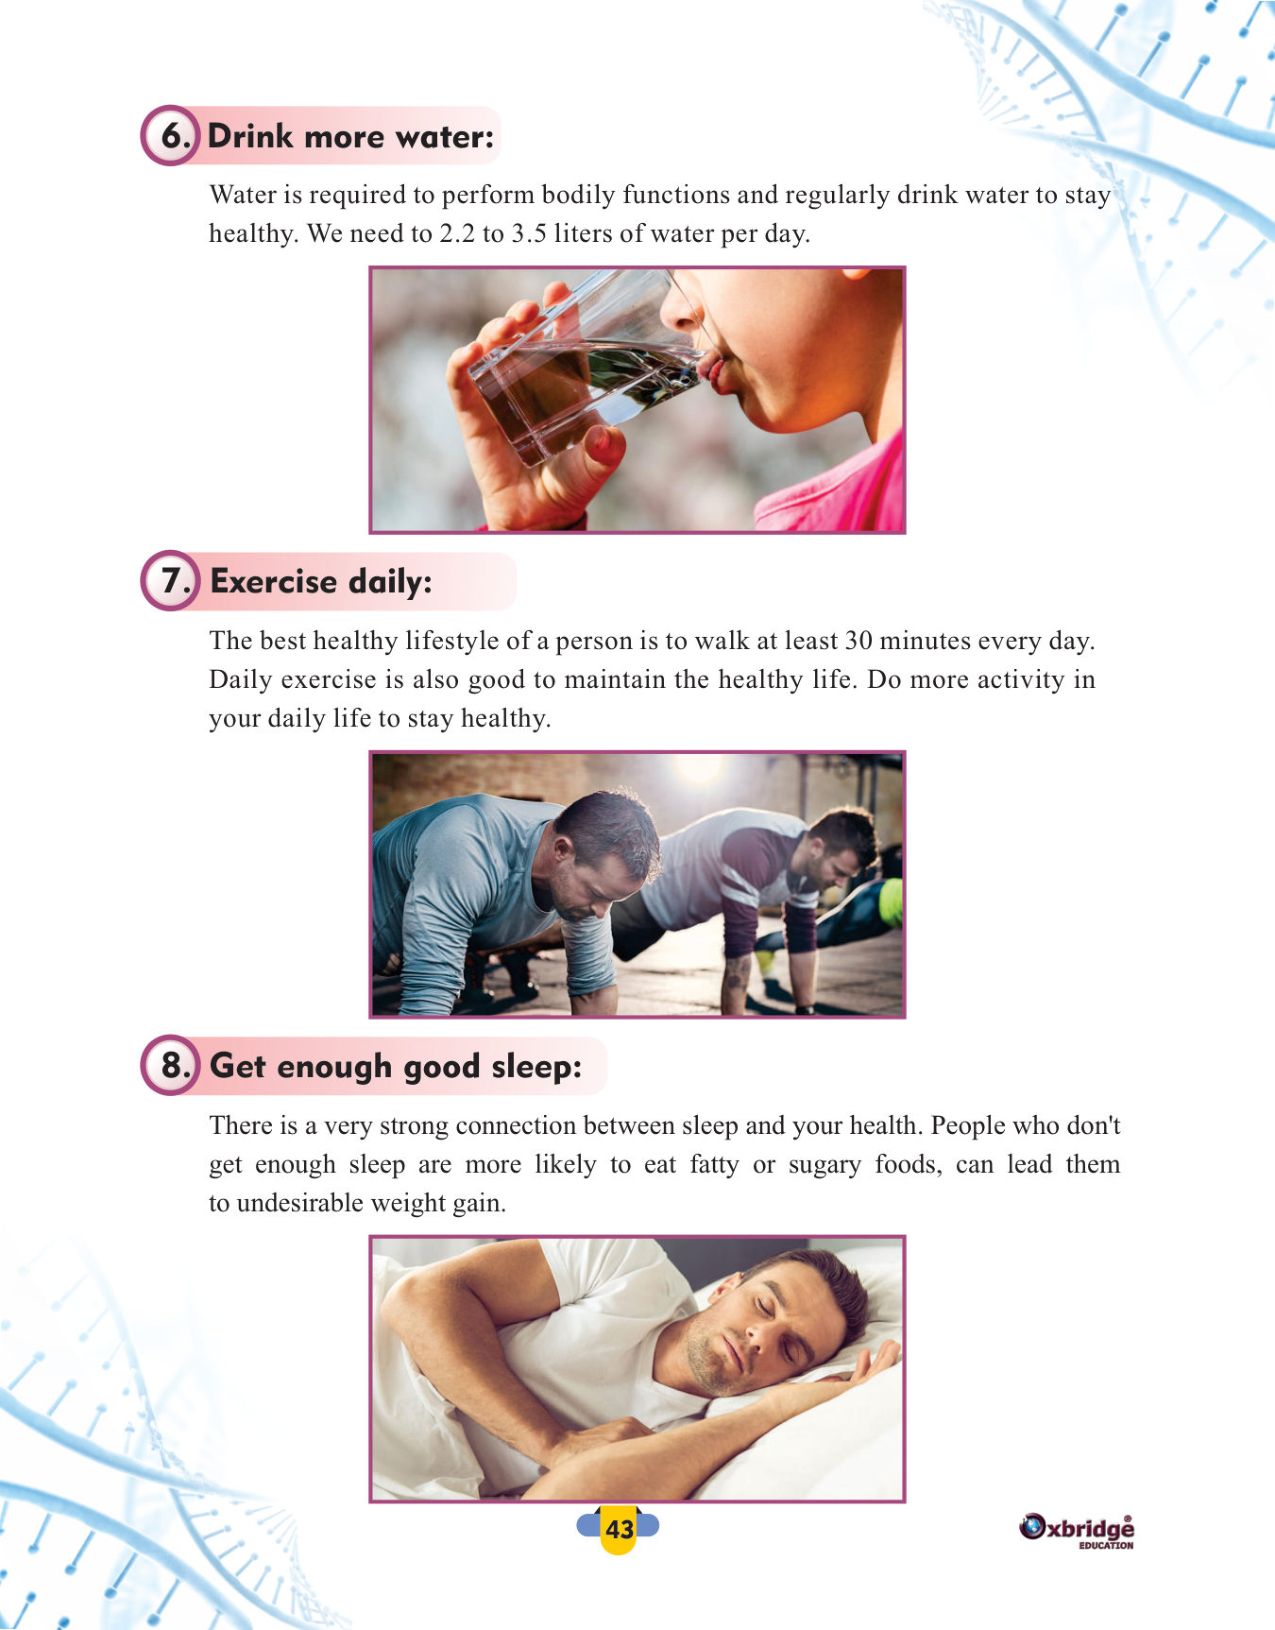 6. Drink more water:
Water is required to perform bodily functions and regularly drink water to stay
healthy. We need to 2.2 to 3.5 liters of water per day.
7. Exercise daily:
The best healthy lifestyle of a person is to walk at least 30 minutes every day.
Daily exercise is also good to maintain the healthy life. Do more activity in
your daily life to stay healthy.
8. Get enough good sleep:
There is a very strong connection between sleep and your health. People who don't
get enough sleep are more likely to eat fatty or sugary foods, can lead them
to undesirable weight gain.
43
Oxbridge®
EDUCATION